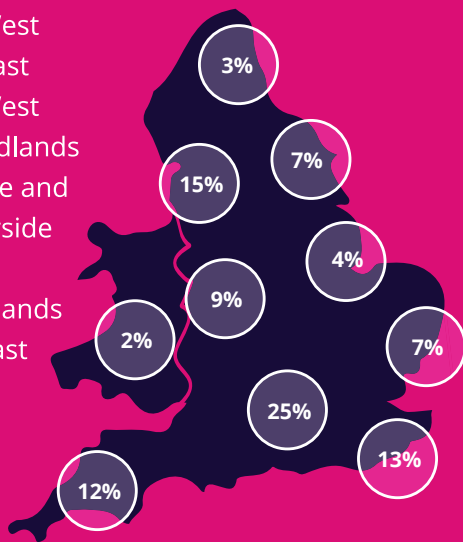 est
ast
est
dlands
e and
side
ands
ast
3%
7%
15%
4%
9%
2%
7%
25%
13%
12%